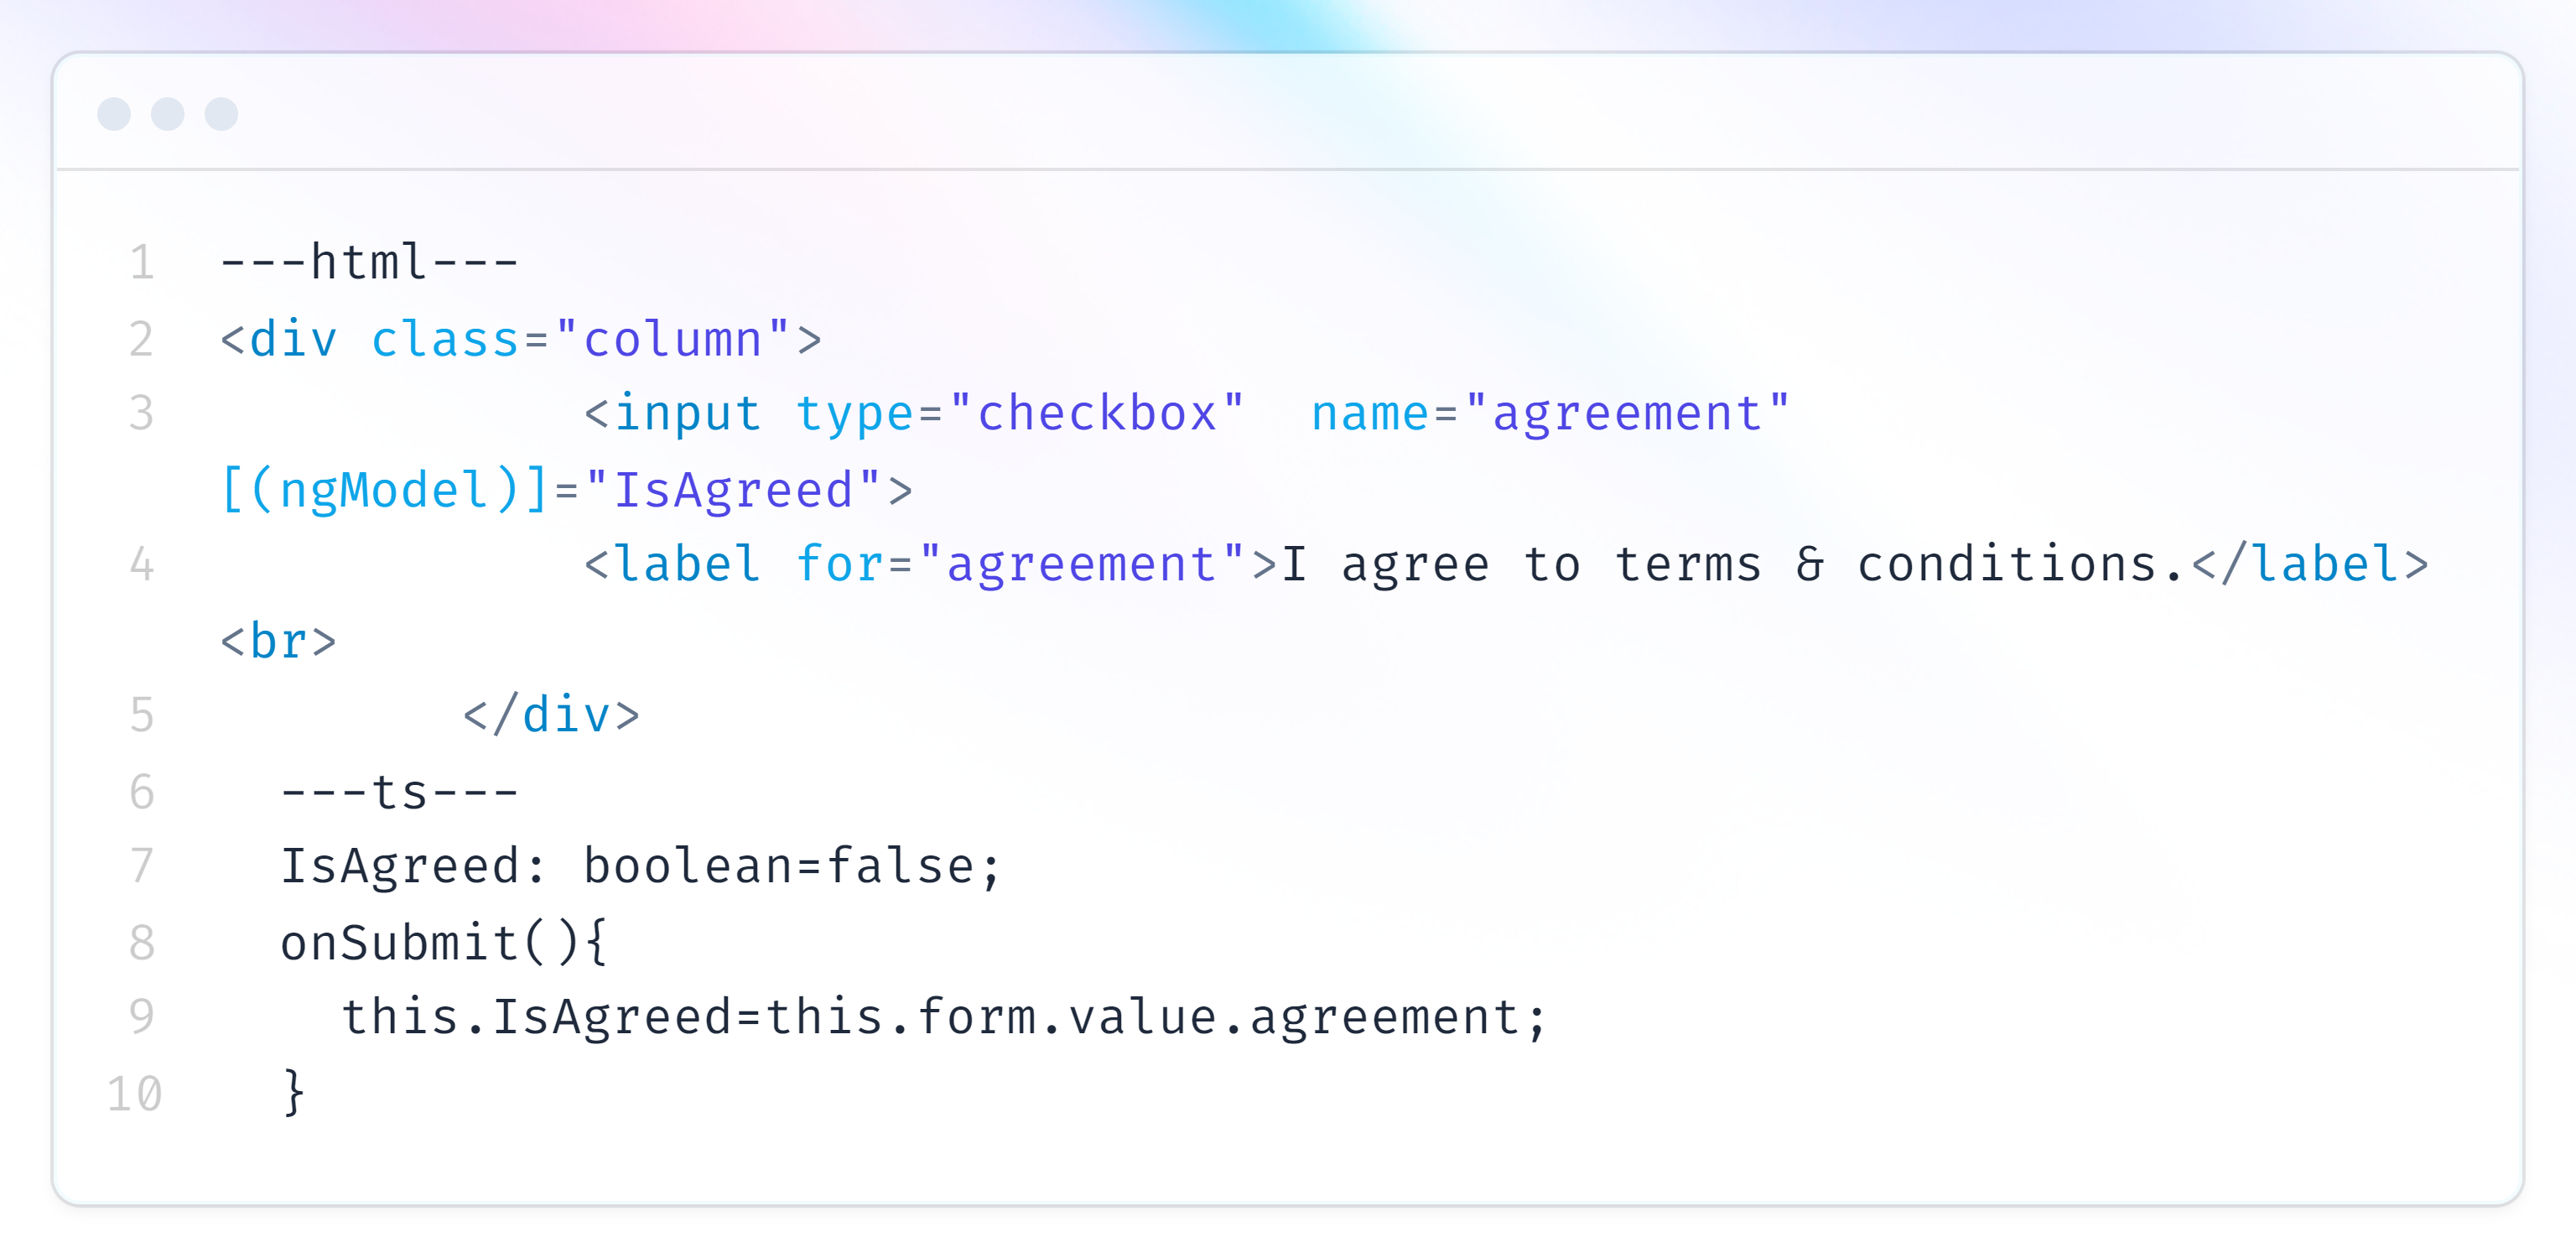 1 ---html---
2 <div class="column">
3             <input type="checkbox"  name="agreement"
[(ngModel)]="IsAgreed">
4             <label for="agreement">I agree to terms & conditions.</label>
<br>
5         </div>
6   ---ts---
7   IsAgreed: boolean=false;
8   onSubmit(){
9     this.IsAgreed=this.form.value.agreement;
10   }